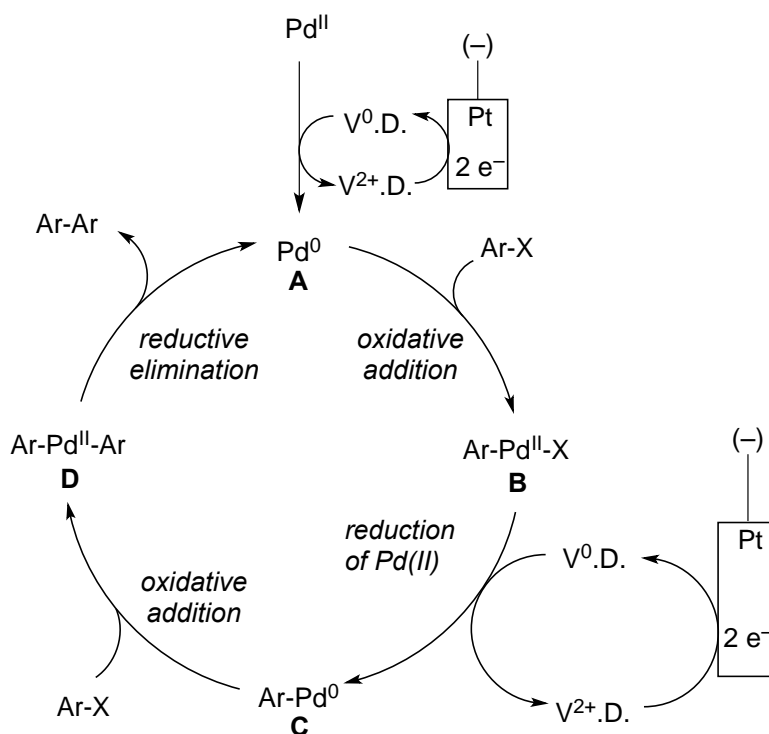 Pd^II
(–)
Pt
V^0.D.
2 e^–
V^2+.D.
Ar-Ar
Pd^0
A
Ar-X
reductive
elimination
oxidative
addition
Ar-Pd^II-Ar
D
Ar-Pd^II-X
B
(–)
reduction
of Pd(II)
Pt
V^0.D.
oxidative
addition
2 e^–
Ar-X
Ar-Pd^0
C
V^2+.D.